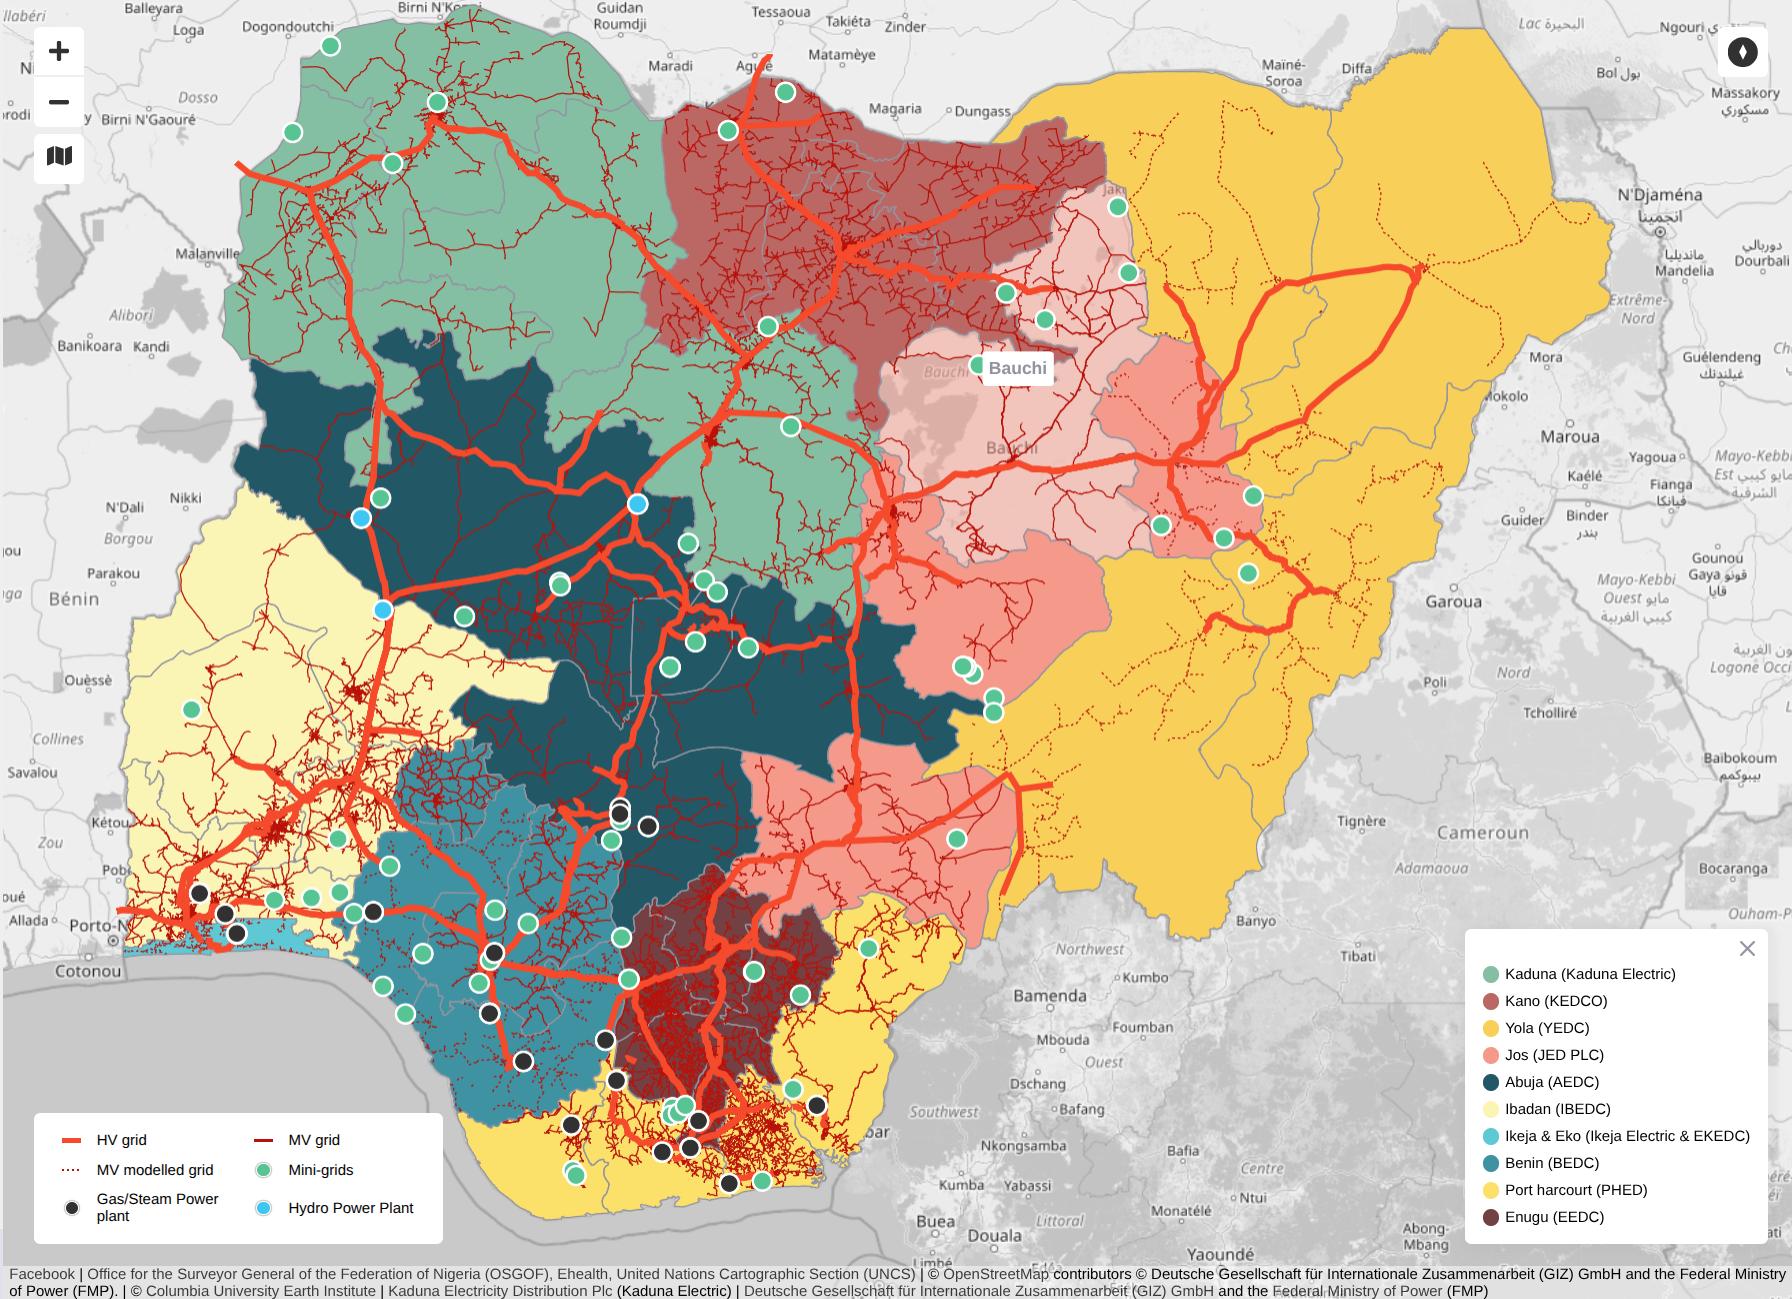 Balleyara
Birni N'Konni
Guidan
Roumdji
Tessaoua
Takiéta
Zinder
Lac البحيرة
Ngouri
Loga
Dogondoutchi
Matamèye
Maradi
Magaria
Dungass
Maïné-
Soroa
Diffa
Bol بول
Massakory
مسكوري
Dosso
Birni N'Gaouré
N'Djaména
انجمينا
Malanville
دوربالي
Dourbali
مانديليا
Mandelia
Alibori
Extrême-
Nord
Banikoara
Kandi
Mora
Guélendeng
غيليندنك
Bauchi
Bauchi
Mokolo
Maroua
Bauchi
Yagoua
Mayo-Kebbi
Est مايو كيبي
الشرقية
Kaélé
Fianga
فيانكا
N'Dali
Nikki
Borgou
Guider
Binder
بندر
Parakou
Bénin
Gounou
Gaya قونو
قايا
Mayo-Kebbi
Ouest مايو
كيبي الغربية
Garoua
Ouèssè
Nord
Poli
Logone Occi
Tcholliré
Collines
Savalou
Baibokoum
بيبوكوم
Kétou
Zou
Tignère
Cameroun
Adamaoua
Bocaranga
Allada
Porto-N
Banyo
Tibati
Ouham-P
Cotonou
Northwest
Kumbo
Bamenda
Foumban
Mbouda
Ouest
Dschang
Bafang
Southwest
Nkongsamba
Bafia
Centre
Kumba
Yabassi
Ntui
Littoral
Monatélé
Buea
Douala
Abong-
Mbang
Yaoundé
Limbé
Kaduna (Kaduna Electric)
Kano (KEDCO)
Yola (YEDC)
Jos (JED PLC)
Abuja (AEDC)
Ibadan (IBEDC)
Ikeja & Eko (Ikeja Electric & EKEDC)
Benin (BEDC)
Port harcourt (PHED)
Enugu (EEDC)
HV grid
MV grid
MV modelled grid
Mini-grids
Gas/Steam Power
plant
Hydro Power Plant
Facebook | Office for the Surveyor General of the Federation of Nigeria (OSGOF), Ehealth, United Nations Cartographic Section (UNCS) | © OpenStreetMap contributors © Deutsche Gesellschaft für Internationale Zusammenarbeit (GIZ) GmbH and the Federal Ministry
of Power (FMP). | © Columbia University Earth Institute | Kaduna Electricity Distribution Plc (Kaduna Electric) | Deutsche Gesellschaft für Internationale Zusammenarbeit (GIZ) GmbH and the Federal Ministry of Power (FMP)